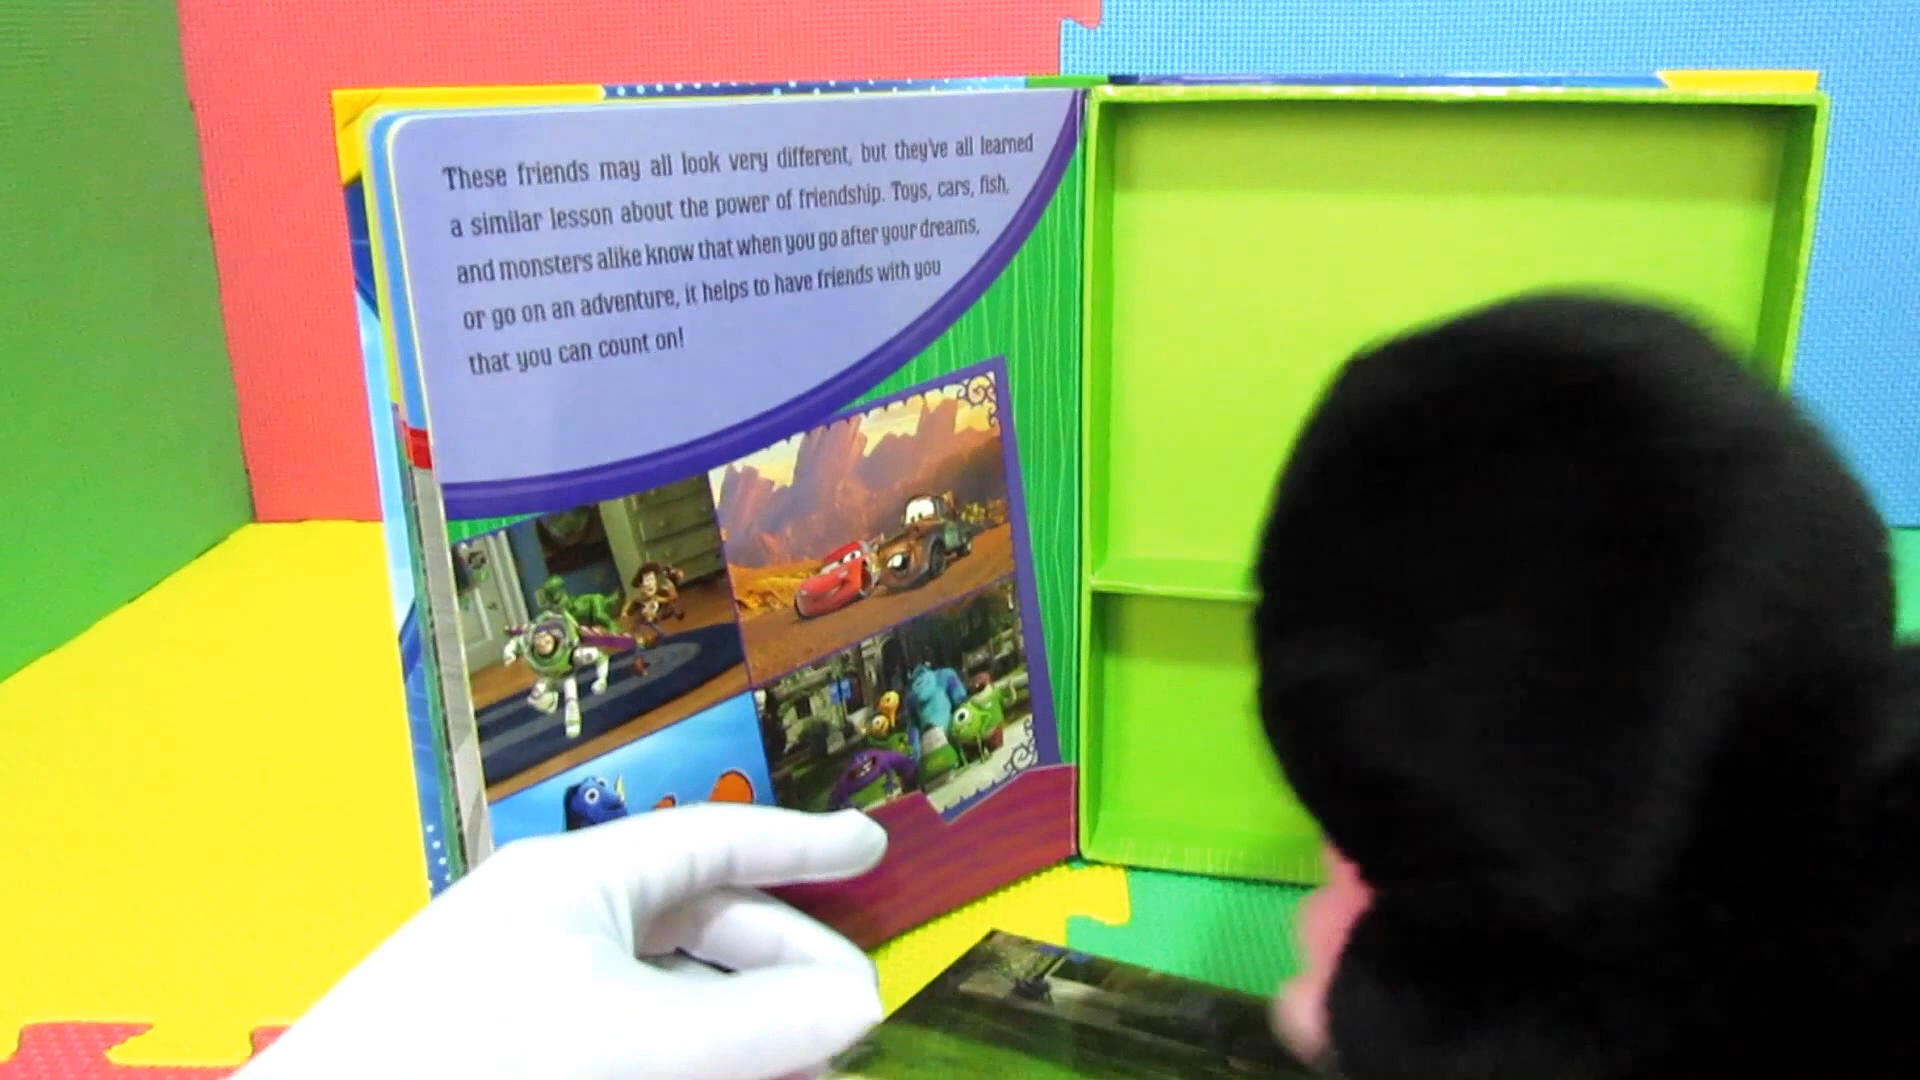 These friends may all look very different, but they've all learned
a similar lesson about the power of friendship. Toys, cars, fish,
and monsters alike know that when you go after your dreams,
or go on an adventure, it helps to have friends with you
that you can count on!